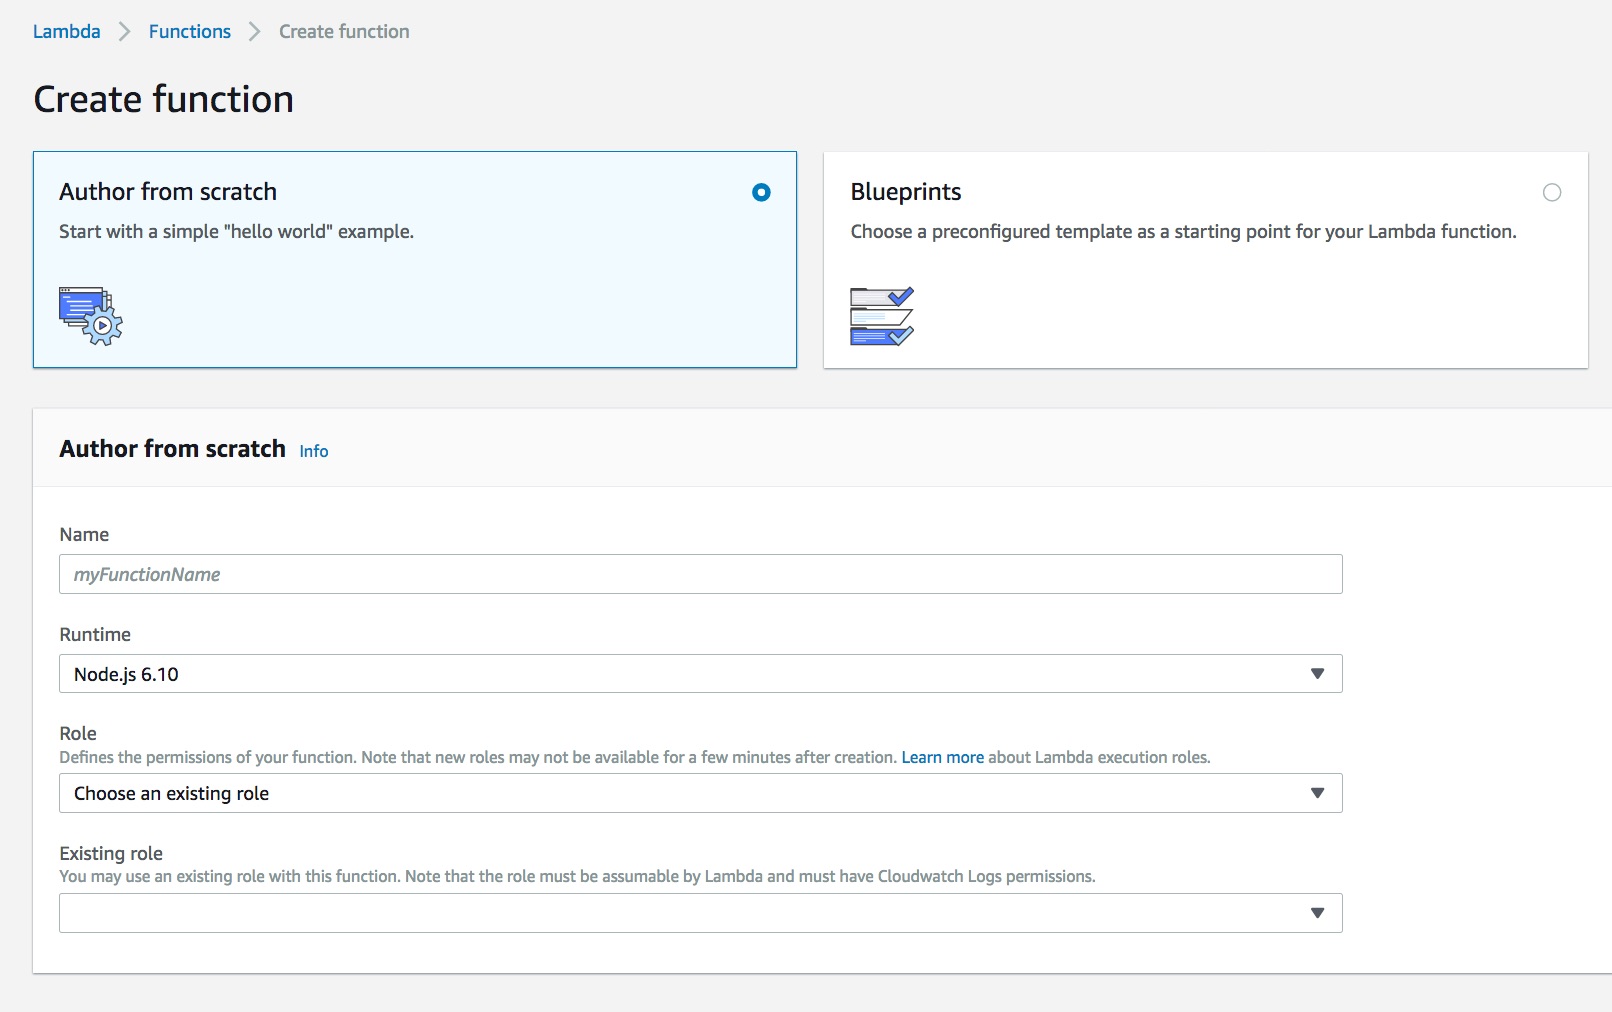 Lambda > Functions > Create function
Create function
Author from scratch
Start with a simple "hello world" example.
Blueprints
Choose a preconfigured template as a starting point for your Lambda function.
Author from scratch Info
Name
myFunctionName
Runtime
Node.js 6.10
Role
Defines the permissions of your function. Note that new roles may not be available for a few minutes after creation. Learn more about Lambda execution roles.
Choose an existing role
Existing role
You may use an existing role with this function. Note that the role must be assumable by Lambda and must have Cloudwatch Logs permissions.